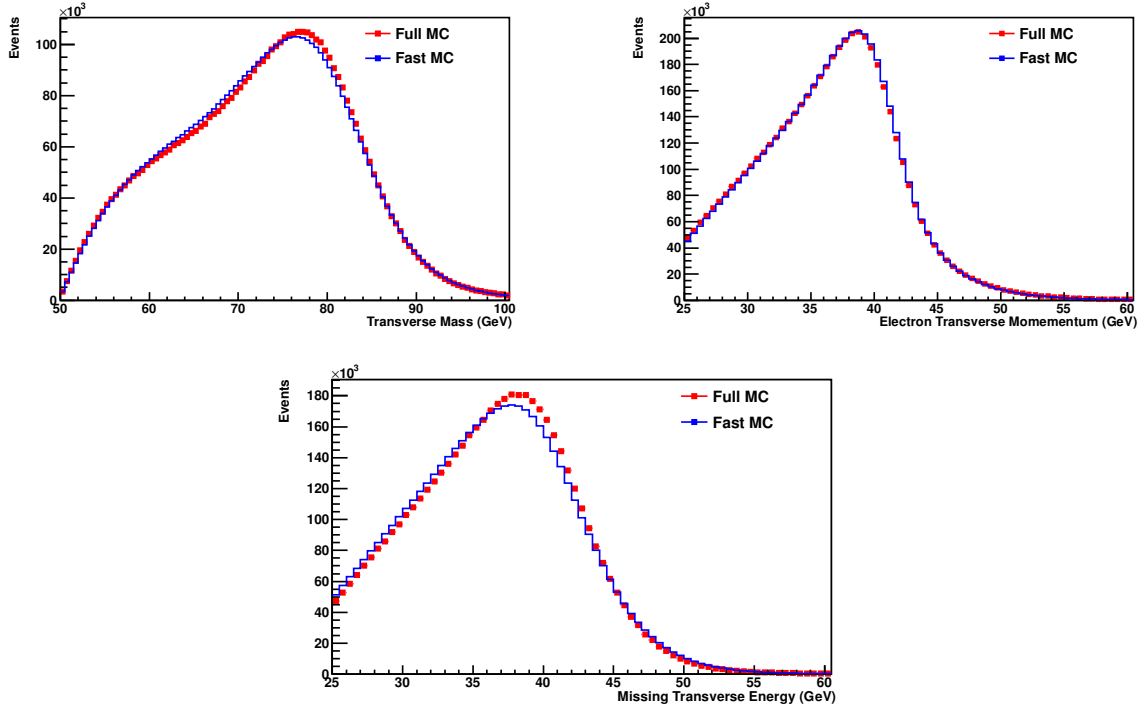 ×10³
Events
100
80
60
40
20
0
50 60 70 80 90 100
Transverse Mass (GeV)
Full MC
Fast MC
×10³
Events
220
200
180
160
140
120
100
80
60
40
20
0
25 30 35 40 45 50 55 60
Electron Transverse Momementum (GeV)
Full MC
Fast MC
×10³
Events
180
160
140
120
100
80
60
40
20
0
25 30 35 40 45 50 55 60
Missing Transverse Energy (GeV)
Full MC
Fast MC